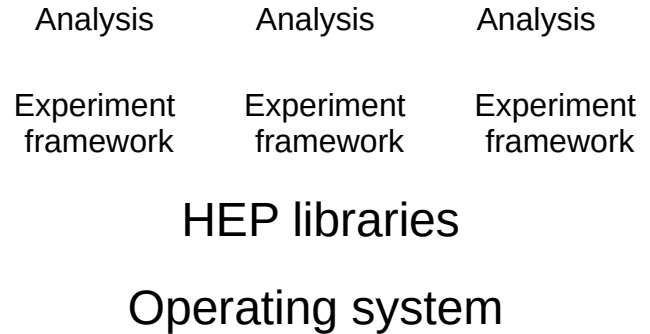 Analysis Analysis Analysis
Experiment Experiment Experiment
framework framework framework
HEP libraries
Operating system